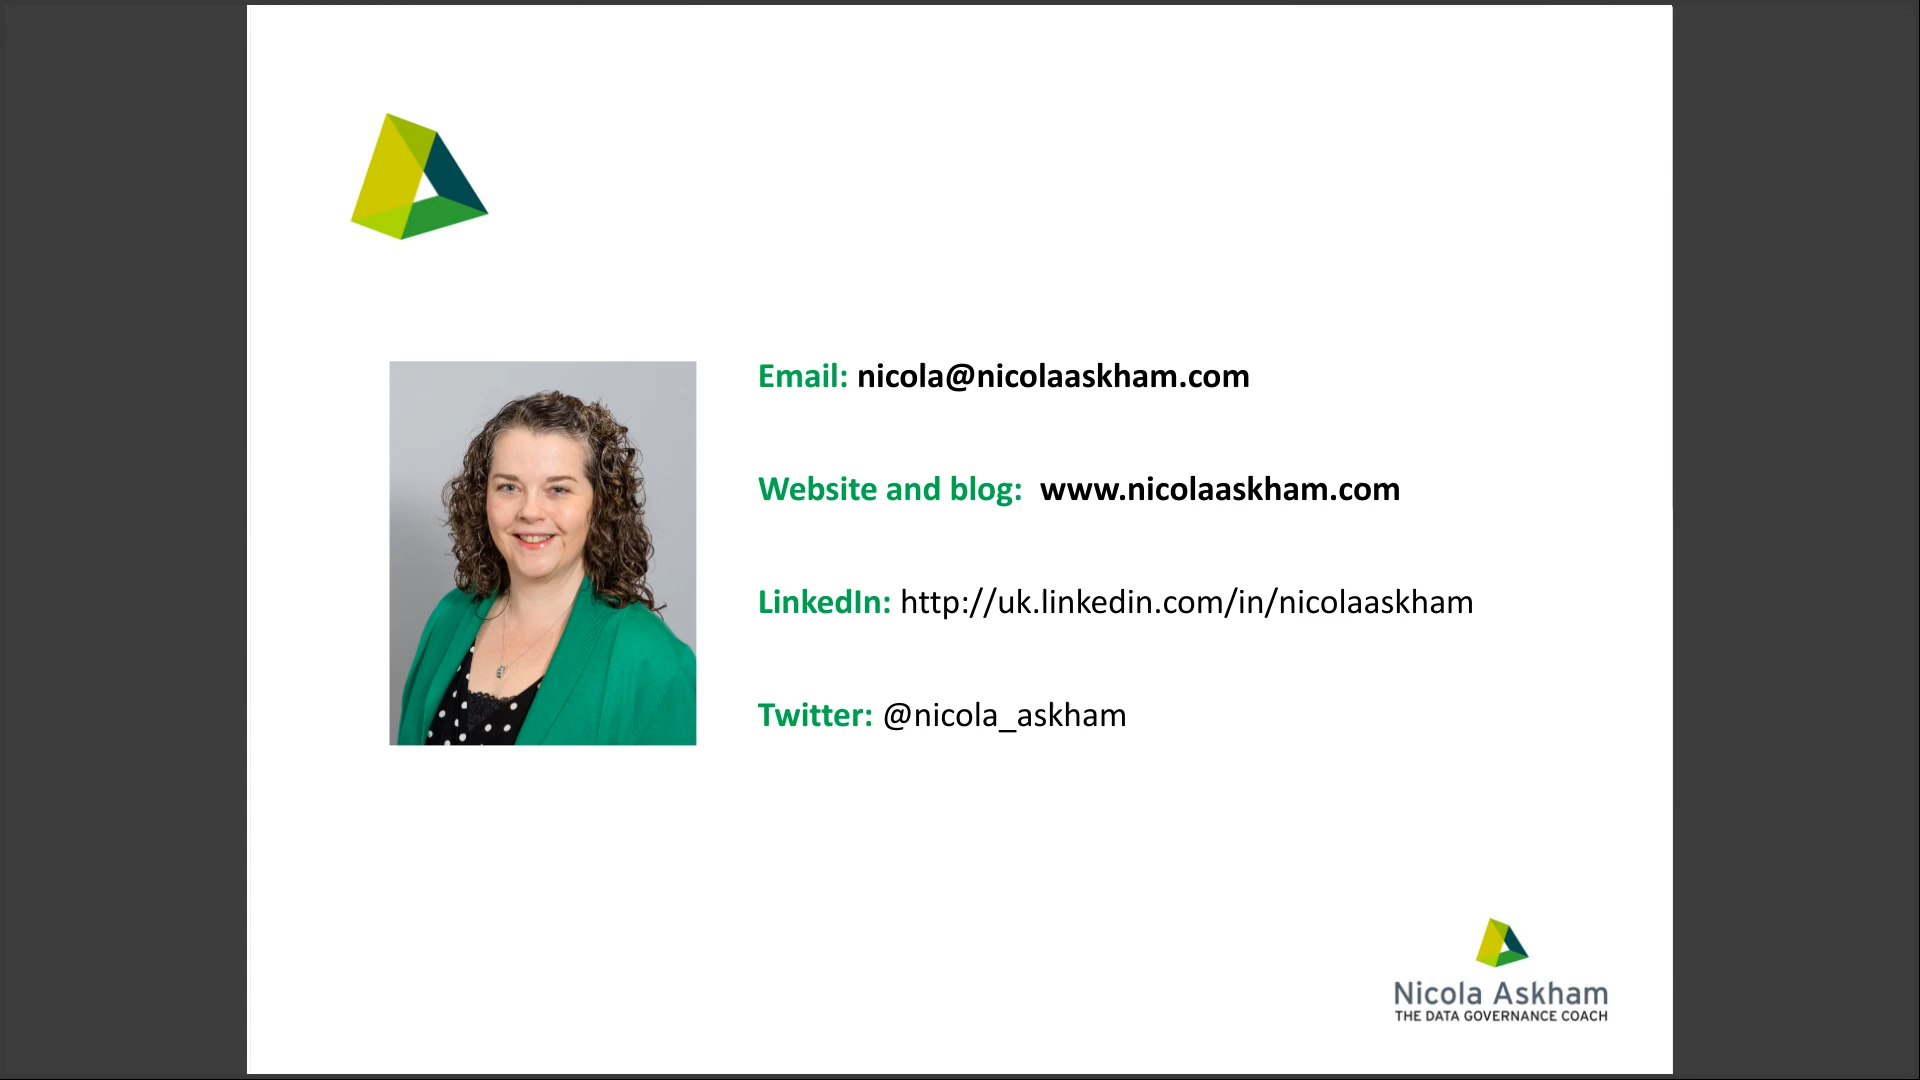 Email: nicola@nicolaaskham.com
Website and blog: www.nicolaaskham.com
LinkedIn: http://uk.linkedin.com/in/nicolaaskham
Twitter: @nicola_askham
Nicola Askham
THE DATA GOVERNANCE COACH